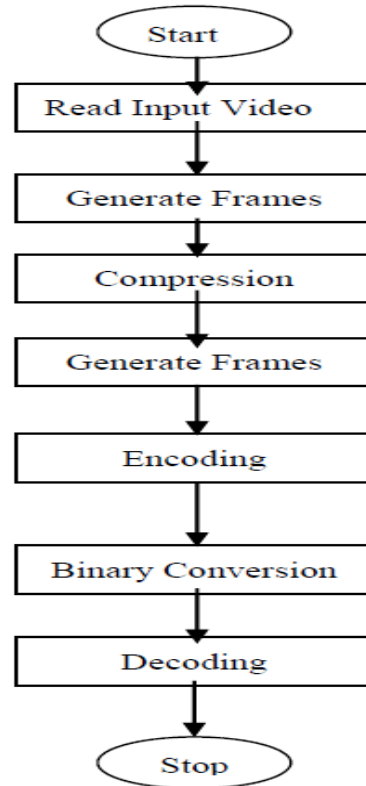 Start
Read Input Video
Generate Frames
Compression
Generate Frames
Encoding
Binary Conversion
Decoding
Stop